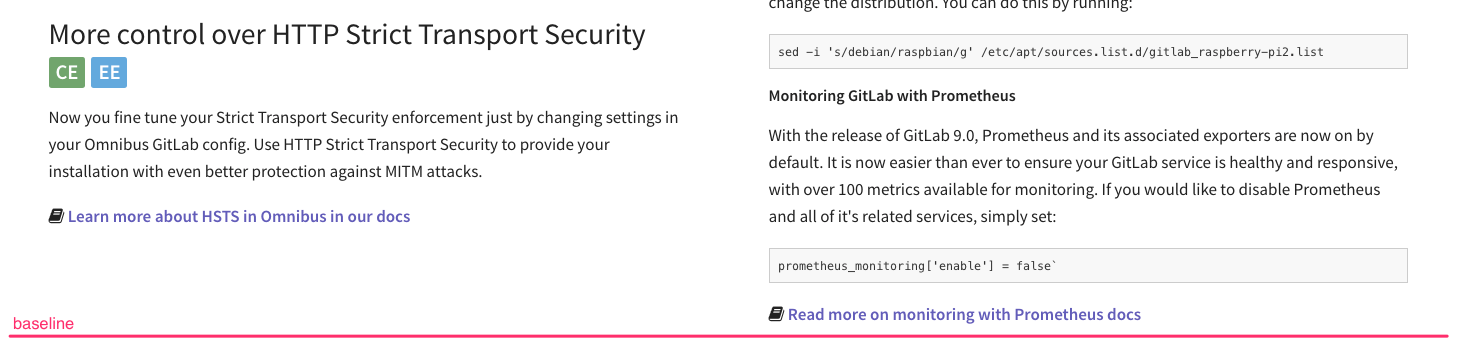 More control over HTTP Strict Transport Security
CE EE
Now you fine tune your Strict Transport Security enforcement just by changing settings in
your Omnibus GitLab config. Use HTTP Strict Transport Security to provide your
installation with even better protection against MITM attacks.
Learn more about HSTS in Omnibus in our docs
change the distribution. You can do this by running:
sed -i 's/debian/raspbian/g' /etc/apt/sources.list.d/gitlab_raspberry-pi2.list
Monitoring GitLab with Prometheus
With the release of GitLab 9.0, Prometheus and its associated exporters are now on by
default. It is now easier than ever to ensure your GitLab service is healthy and responsive,
with over 100 metrics available for monitoring. If you would like to disable Prometheus
and all of it's related services, simply set:
prometheus_monitoring['enable'] = false`
Read more on monitoring with Prometheus docs
baseline